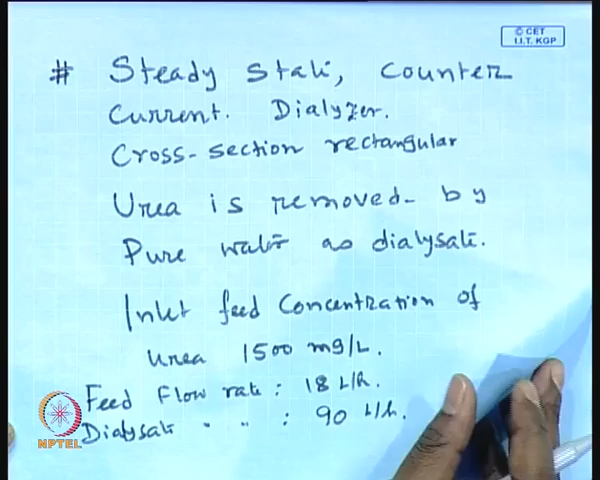 © CET
I.I.T. KGP
# Steady State, Counter
Current. Dialyzer.
Cross-section rectangular
Urea is removed by
Pure water as dialysate.
Inlet feed Concentration of
Urea 1500 mg/L.
Feed Flow rate : 18 L/h.
Dialysate " " : 90 L/h.
NPTEL